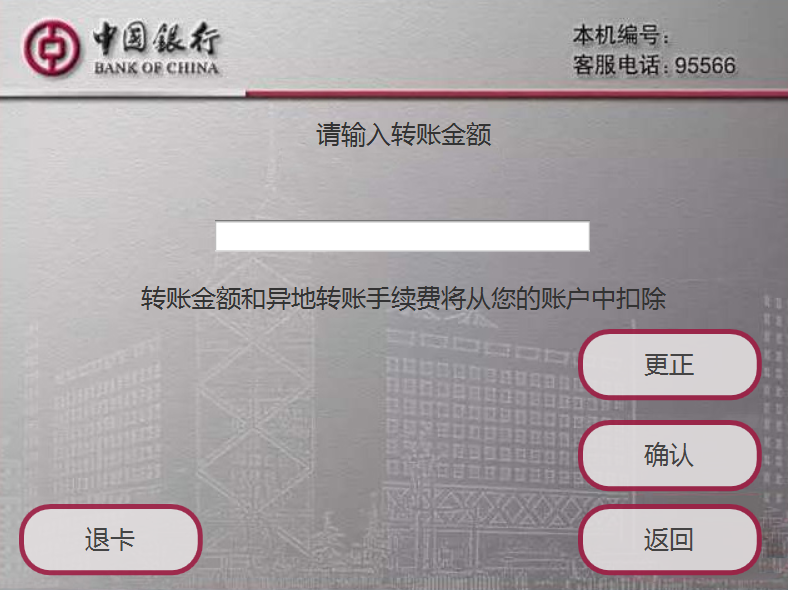 中国银行
BANK OF CHINA
本机编号：
客服电话：95566
请输入转账金额
转账金额和异地转账手续费将从您的账户中扣除
更正
确认
退卡
返回